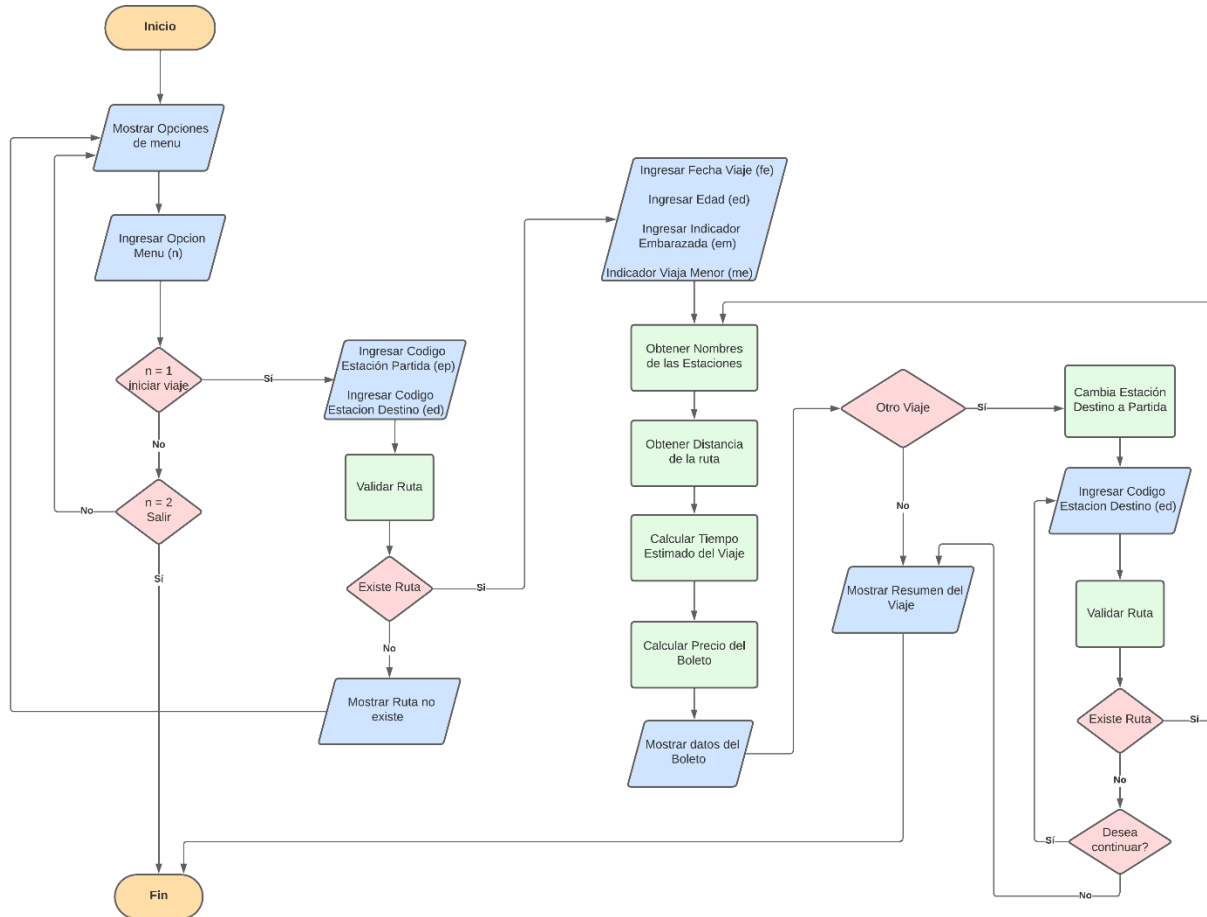 Inicio
Mostrar Opciones
de menu
Ingresar Opcion
Menu (n)
n = 1
iniciar viaje
Sí
No
n = 2
Salir
No
Sí
Fin
Ingresar Codigo
Estación Partida (ep)
Ingresar Codigo
Estacion Destino (ed)
Validar Ruta
Existe Ruta
Si
No
Mostrar Ruta no
existe
Ingresar Fecha Viaje (fe)
Ingresar Edad (ed)
Ingresar Indicador
Embarazada (em)
Indicador Viaja Menor (me)
Obtener Nombres
de las Estaciones
Obtener Distancia
de la ruta
Calcular Tiempo
Estimado del Viaje
Calcular Precio del
Boleto
Mostrar datos del
Boleto
Otro Viaje
Sí
No
Mostrar Resumen del
Viaje
Cambia Estación
Destino a Partida
Ingresar Codigo
Estacion Destino (ed)
Validar Ruta
Existe Ruta
Si
No
Desea
continuar?
Sí
No